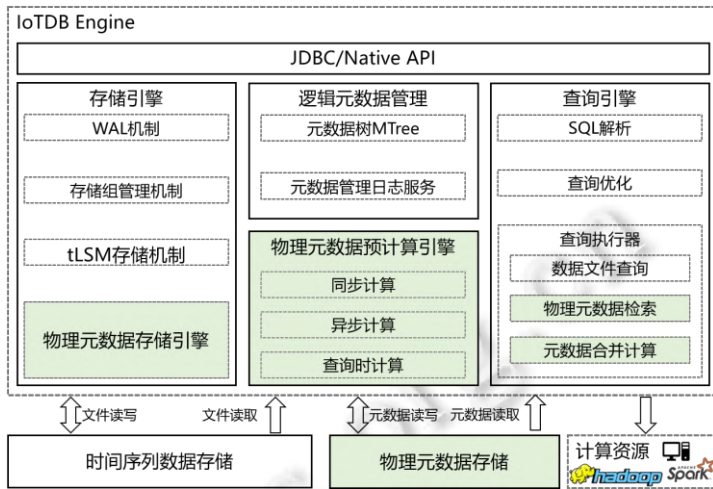 IoTDB Engine
JDBC/Native API
存储引擎
WAL机制
存储组管理机制
tLSM存储机制
物理元数据存储引擎
逻辑元数据管理
元数据树MTree
元数据管理日志服务
物理元数据预计算引擎
同步计算
异步计算
查询时计算
查询引擎
SQL解析
查询优化
查询执行器
数据文件查询
物理元数据检索
元数据合并计算
文件读写
文件读取
元数据读写
元数据读取
时间序列数据存储
物理元数据存储
计算资源
hadoop
APACHE
Spark